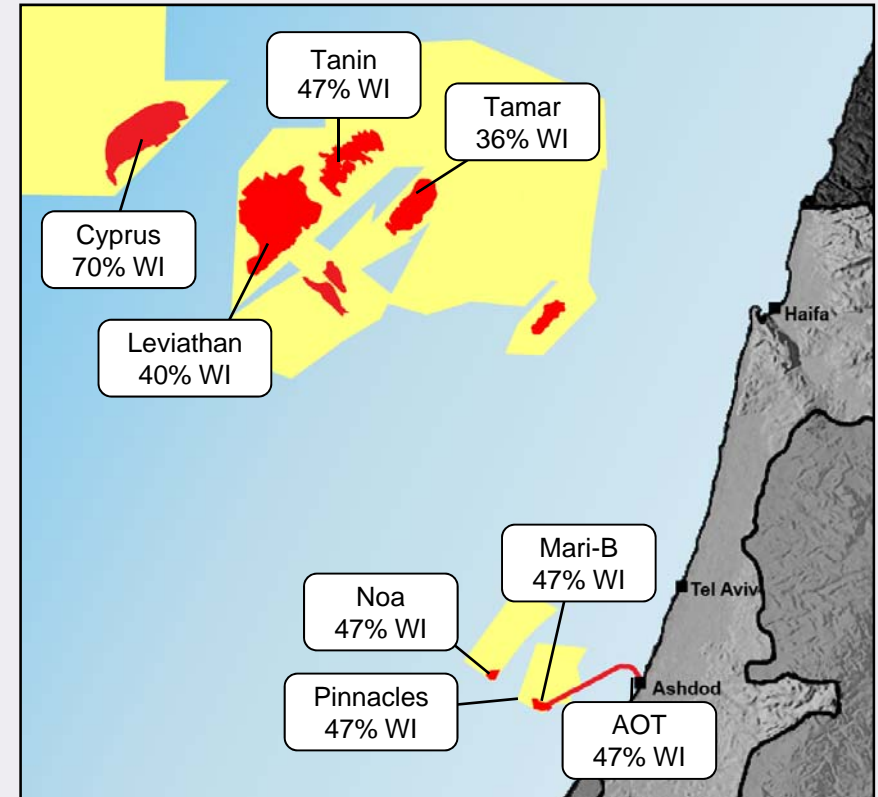 Tanin
47% WI
Tamar
36% WI
Cyprus
70% WI
Haifa
Leviathan
40% WI
Mari-B
47% WI
Noa
47% WI
Tel Aviv
Pinnacles
47% WI
Ashdod
AOT
47% WI